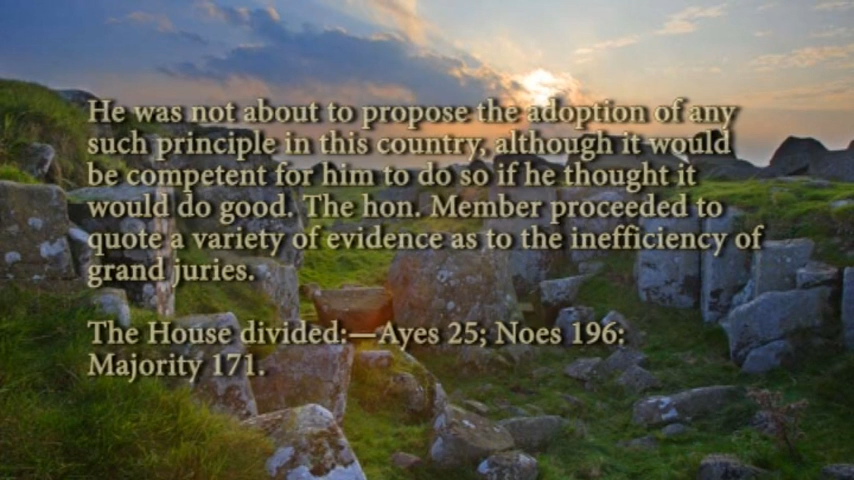 He was not about to propose the adoption of any
such principle in this country, although it would
be competent for him to do so if he thought it
would do good. The hon. Member proceeded to
quote a variety of evidence as to the inefficiency of
grand juries.
The House divided:—Ayes 25; Noes 196:
Majority 171.